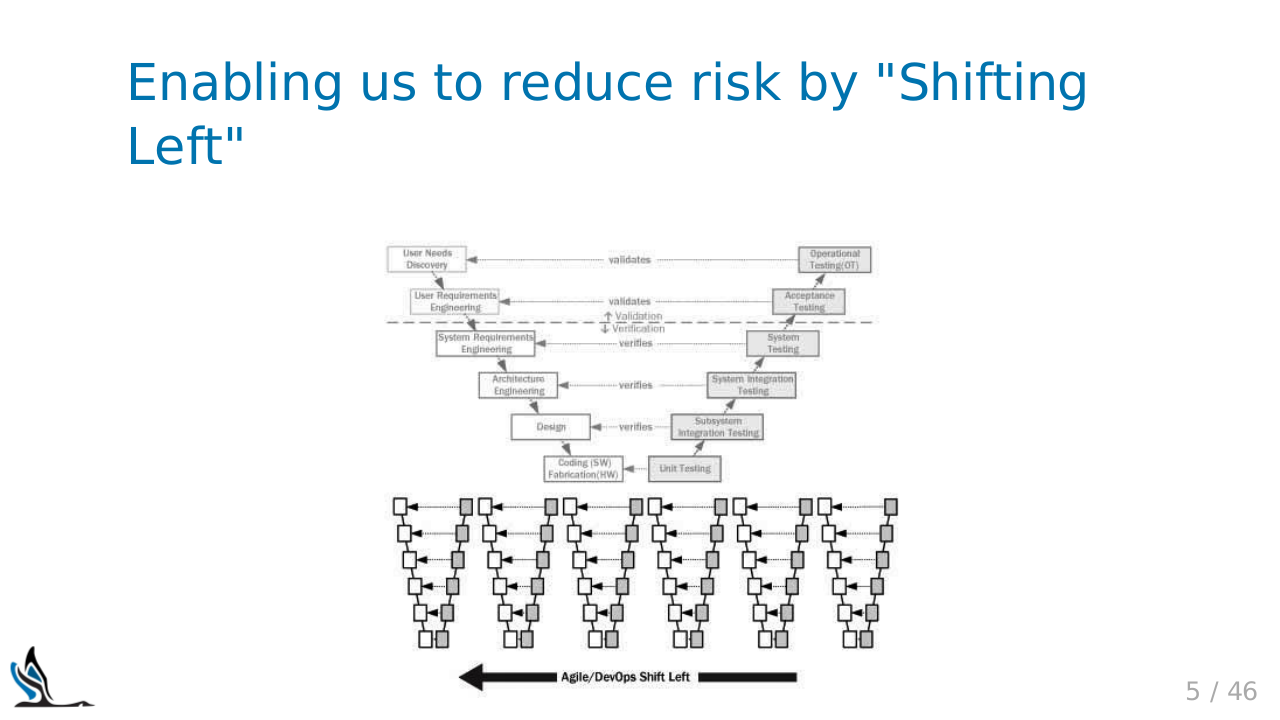 Enabling us to reduce risk by "Shifting
Left"
User Needs
Discovery
validates
Operational
Testing(OT)
User Requirements
Engineering
validates
Acceptance
Testing
Validation
Verification
System Requirements
Engineering
verifies
System
Testing
Architecture
Engineering
verifies
System Integration
Testing
Design
verifies
Subsystem
Integration Testing
Coding (SW)
Fabrication(HW)
Unit Testing
Agile/DevOps Shift Left
5 / 46